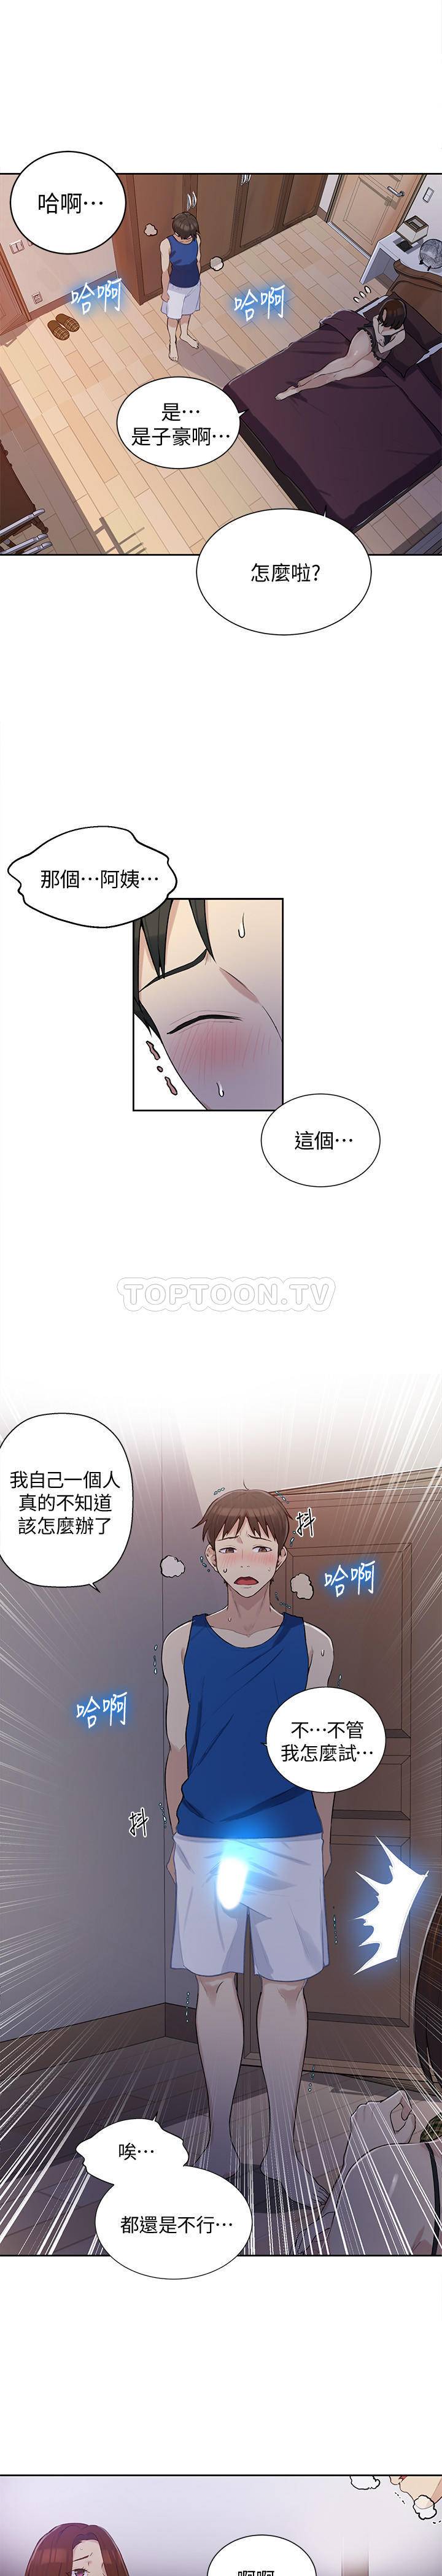 哈啊…
哈啊
哈啊
是…
是子豪啊…
怎麼啦?
那個…阿姨…
這個…
TOPTOON.TV
我自己一個人
真的不知道
該怎麼辦了
抖
哈啊
哈啊
不…不管
我怎麼試…
抖
唉…
都還是不行…
啊啊…